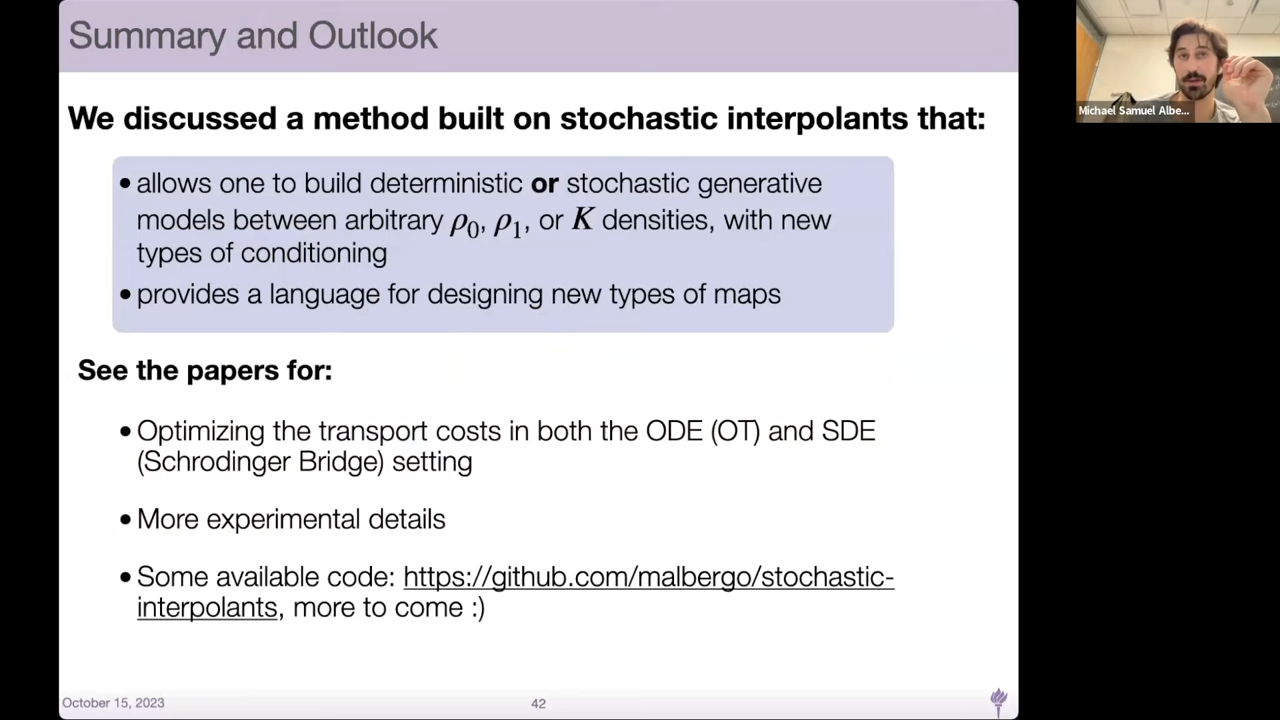 Summary and Outlook
We discussed a method built on stochastic interpolants that:
•allows one to build deterministic or stochastic generative
models between arbitrary ρ0, ρ1, or K densities, with new
types of conditioning
•provides a language for designing new types of maps
See the papers for:
•Optimizing the transport costs in both the ODE (OT) and SDE
(Schrodinger Bridge) setting
•More experimental details
•Some available code: https://github.com/malbergo/stochastic-
interpolants, more to come :)
October 15, 2023
42
Michael Samuel Albe...